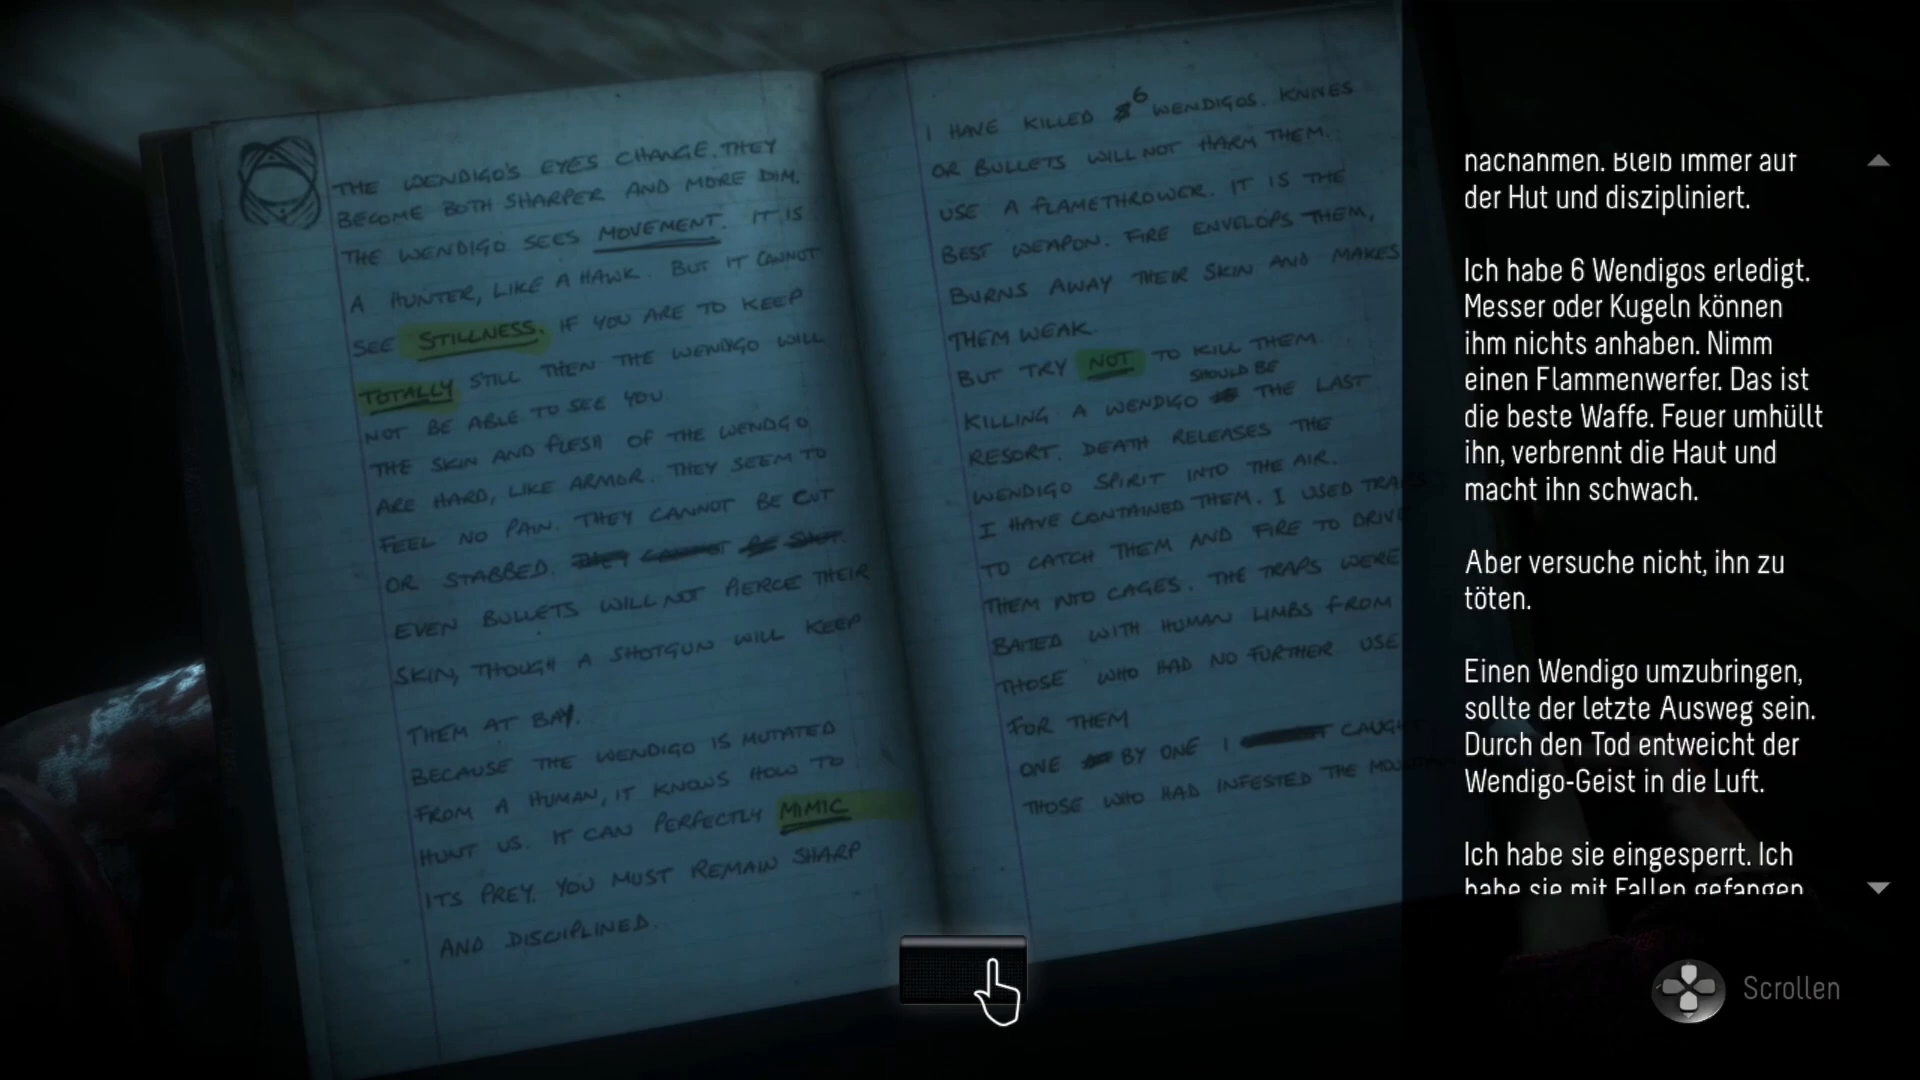 THE WENDIGO'S EYES CHANGE. THEY
BECOME BOTH SHARPER AND MORE DIM.
THE WENDIGO SEES MOVEMENT. IT IS
A HUNTER, LIKE A HAWK. BUT IT CANNOT
SEE STILLNESS. IF YOU ARE TO KEEP
TOTALLY STILL THEN THE WENDIGO WILL
NOT BE ABLE TO SEE YOU.
THE SKIN AND FLESH OF THE WENDGO
ARE HARD, LIKE ARMOR. THEY SEEM TO
FEEL NO PAIN. THEY CANNOT BE CUT
OR STABBED.
EVEN BULLETS WILL NOT PIERCE THEIR
SKIN, THOUGH A SHOTGUN WILL KEEP
THEM AT BAY.
BECAUSE THE WENDIGO IS MUTATED
FROM A HUMAN, IT KNOWS HOW TO
HUNT US. IT CAN PERFECTLY MIMIC
ITS PREY. YOU MUST REMAIN SHARP
AND DISCIPLINED.
I HAVE KILLED 6 WENDIGOS. KNIVES
OR BULLETS WILL NOT HARM THEM.
USE A FLAMETHROWER. IT IS THE
BEST WEAPON. FIRE ENVELOPS THEM,
BURNS AWAY THEIR SKIN AND MAKES
THEM WEAK.
BUT TRY NOT TO KILL THEM.
KILLING A WENDIGO SHOULD BE THE LAST
RESORT. DEATH RELEASES THE
WENDIGO SPIRIT INTO THE AIR.
I HAVE CONTAINED THEM. I USED TRAPS
TO CATCH THEM AND FIRE TO DRIVE
THEM INTO CAGES. THE TRAPS WERE
BAITED WITH HUMAN LIMBS FROM
THOSE WHO HAD NO FURTHER USE
FOR THEM
ONE BY ONE I CAUGHT
THOSE WHO HAD INFESTED THE MOUNTAIN
nachahmen. Bleib immer auf
der Hut und diszipliniert.
Ich habe 6 Wendigos erledigt.
Messer oder Kugeln können
ihm nichts anhaben. Nimm
einen Flammenwerfer. Das ist
die beste Waffe. Feuer umhüllt
ihn, verbrennt die Haut und
macht ihn schwach.
Aber versuche nicht, ihn zu
töten.
Einen Wendigo umzubringen,
sollte der letzte Ausweg sein.
Durch den Tod entweicht der
Wendigo-Geist in die Luft.
Ich habe sie eingesperrt. Ich
habe sie mit Fallen gefangen
Scrollen